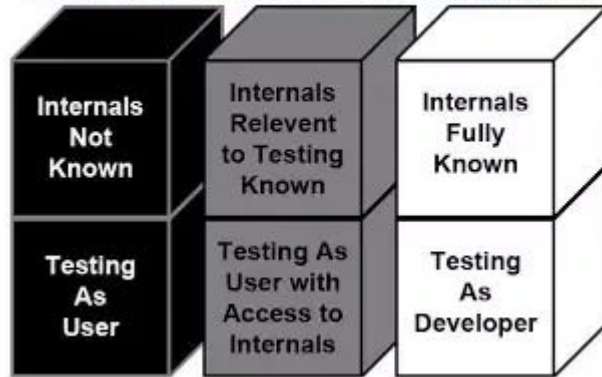 Internals
Not
Known
Internals
Relevent
to Testing
Known
Internals
Fully
Known
Testing
As
User
Testing As
User with
Access to
Internals
Testing
As
Developer